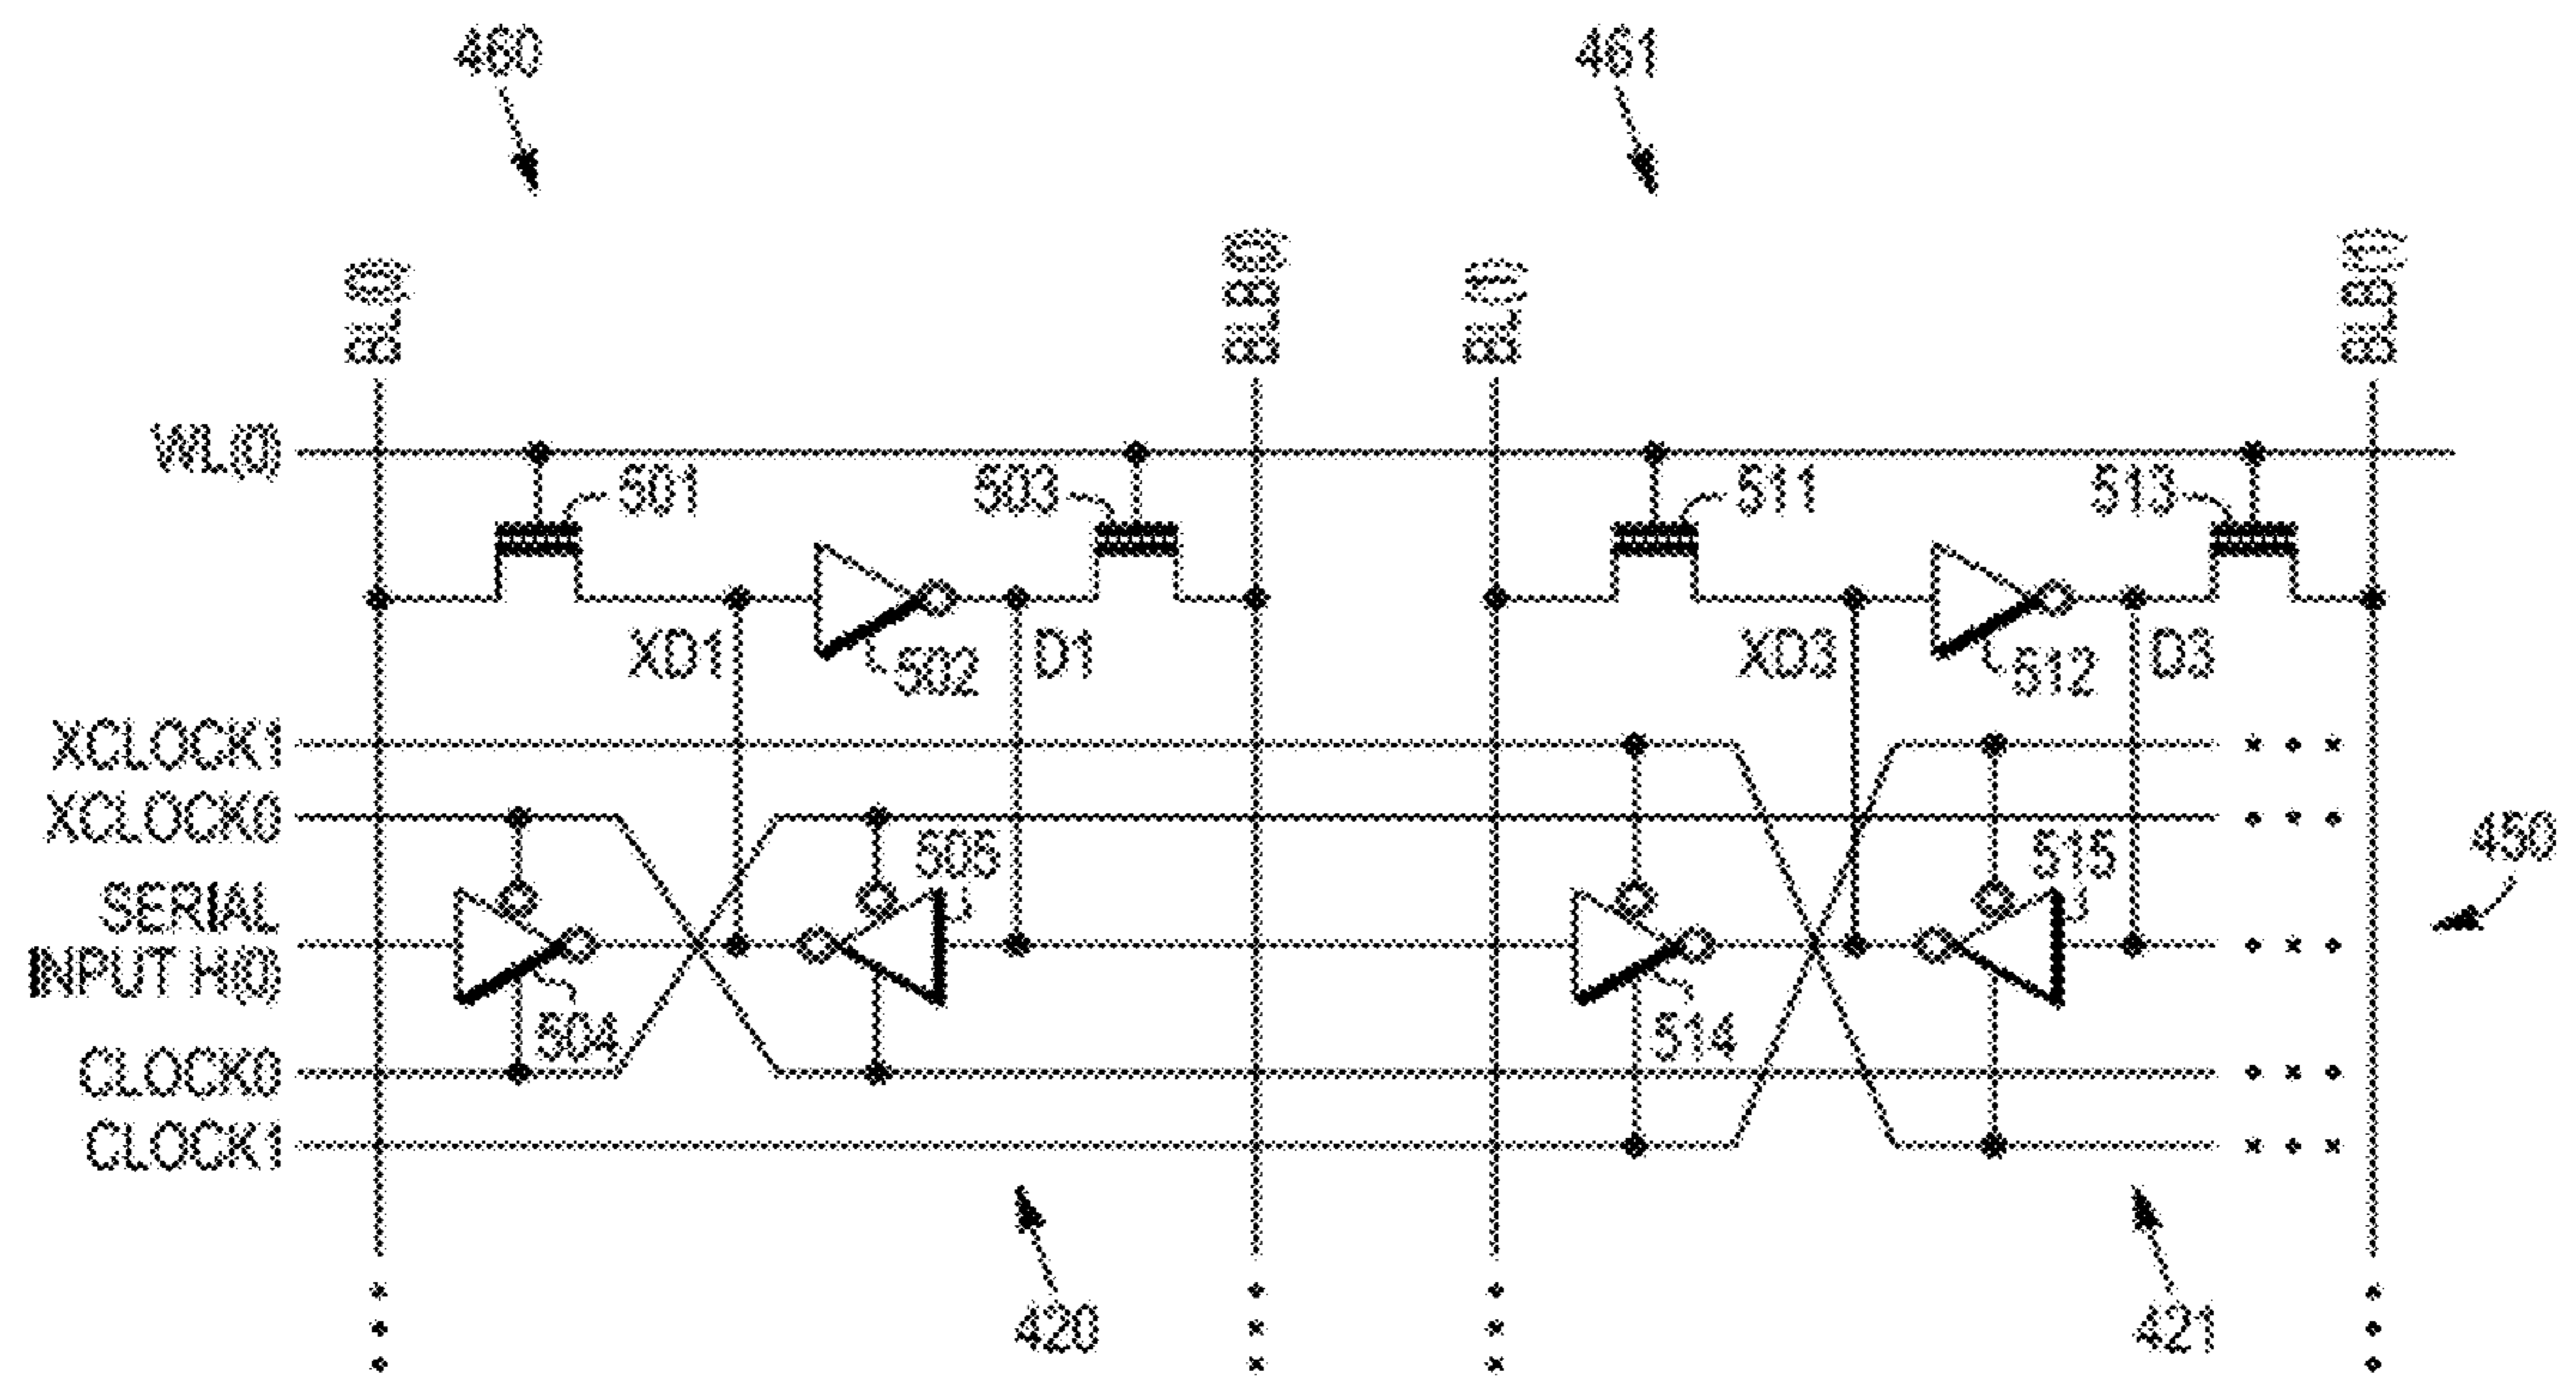 460
461
BL(0)
BLB(0)
BL(1)
BLB(1)
WL(0)
501
503
511
513
XD1
502
D1
XD3
512
D3
XCLOCK1
XCLOCK0
505
515
450
SERIAL
INPUT H(0)
504
514
CLOCK0
CLOCK1
420
421